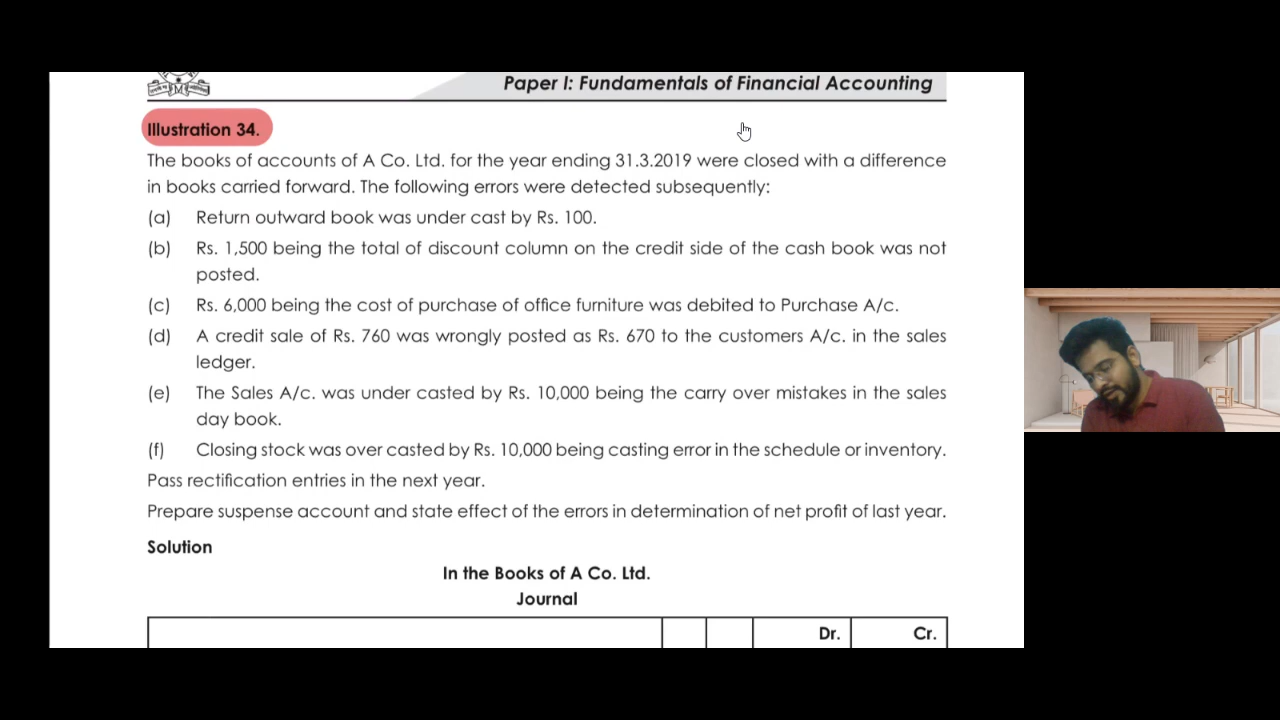 Paper I: Fundamentals of Financial Accounting
Illustration 34.
The books of accounts of A Co. Ltd. for the year ending 31.3.2019 were closed with a difference
in books carried forward. The following errors were detected subsequently:
(a) Return outward book was under cast by Rs. 100.
(b) Rs. 1,500 being the total of discount column on the credit side of the cash book was not
posted.
(c) Rs. 6,000 being the cost of purchase of office furniture was debited to Purchase A/c.
(d) A credit sale of Rs. 760 was wrongly posted as Rs. 670 to the customers A/c. in the sales
ledger.
(e) The Sales A/c. was under casted by Rs. 10,000 being the carry over mistakes in the sales
day book.
(f) Closing stock was over casted by Rs. 10,000 being casting error in the schedule or inventory.
Pass rectification entries in the next year.
Prepare suspense account and state effect of the errors in determination of net profit of last year.
Solution
In the Books of A Co. Ltd.
Journal
Dr. Cr.